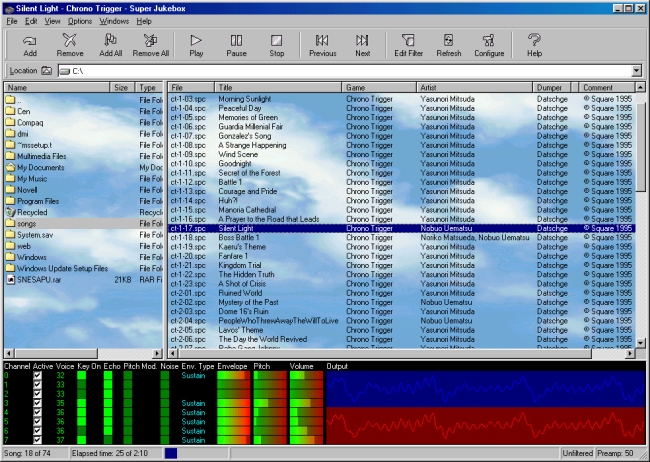 Silent Light - Chrono Trigger - Super Jukebox
File Edit View Options Windows Help
Add Remove Add All Remove All Play Pause Stop Previous Next Edit Filter Refresh Configure Help
Location C:\
Name Size Type
..
Cen File Fol
Compaq File Fol
dmi File Fol
~mssetup.t File Fol
Multimedia Files File Fol
My Documents My Doc
My Music File Fol
Novell File Fol
Program Files File Fol
Recycled Recycl
songs File Fol
System.sav File Fol
web File Fol
Windows File Fol
Windows Update Setup Files File Fol
SNESAPU.rar 21KB RAR Fi
File Title Game Artist Dumper Comment
ct-1-03.spc Morning Sunlight Chrono Trigger Yasunori Mitsuda Datschge © Square 1995
ct-1-04.spc Peaceful Day Chrono Trigger Yasunori Mitsuda Datschge © Square 1995
ct-1-05.spc Memories of Green Chrono Trigger Yasunori Mitsuda Datschge © Square 1995
ct-1-06.spc Guardia Millenial Fair Chrono Trigger Yasunori Mitsuda Datschge © Square 1995
ct-1-07.spc Gonzalez's Song Chrono Trigger Yasunori Mitsuda Datschge © Square 1995
ct-1-08.spc A Strange Happening Chrono Trigger Yasunori Mitsuda Datschge © Square 1995
ct-1-09.spc Wind Scene Chrono Trigger Yasunori Mitsuda Datschge © Square 1995
ct-1-10.spc Goodnight Chrono Trigger Yasunori Mitsuda Datschge © Square 1995
ct-1-11.spc Secret of the Forest Chrono Trigger Yasunori Mitsuda Datschge © Square 1995
ct-1-12.spc Battle 1 Chrono Trigger Yasunori Mitsuda Datschge © Square 1995
ct-1-13.spc Courage and Pride Chrono Trigger Yasunori Mitsuda Datschge © Square 1995
ct-1-14.spc Huh?! Chrono Trigger Yasunori Mitsuda Datschge © Square 1995
ct-1-15.spc Manoria Cathedral Chrono Trigger Yasunori Mitsuda Datschge © Square 1995
ct-1-16.spc A Prayer to the Road that Leads Chrono Trigger Yasunori Mitsuda Datschge © Square 1995
ct-1-17.spc Silent Light Chrono Trigger Nobuo Uematsu Datschge © Square 1995
ct-1-18.spc Boss Battle 1 Chrono Trigger Noriko Matsueda, Nobuo Uematsu Datschge © Square 1995
ct-1-19.spc Kaeru's Theme Chrono Trigger Yasunori Mitsuda Datschge © Square 1995
ct-1-20.spc Fanfare 1 Chrono Trigger Yasunori Mitsuda Datschge © Square 1995
ct-1-21.spc Kingdom Trial Chrono Trigger Yasunori Mitsuda Datschge © Square 1995
ct-1-22.spc The Hidden Truth Chrono Trigger Yasunori Mitsuda Datschge © Square 1995
ct-1-23.spc A Shot of Crisis Chrono Trigger Yasunori Mitsuda Datschge © Square 1995
ct-2-01.spc Ruined World Chrono Trigger Yasunori Mitsuda Datschge © Square 1995
ct-2-02.spc Mystery of the Past Chrono Trigger Nobuo Uematsu Datschge © Square 1995
ct-2-03.spc Dome 16's Ruin Chrono Trigger Yasunori Mitsuda Datschge © Square 1995
ct-2-04.spc PeopleWhoThrewAwayTheWillToLive Chrono Trigger Nobuo Uematsu Datschge © Square 1995
ct-2-05.spc Lavos' Theme Chrono Trigger Yasunori Mitsuda Datschge © Square 1995
ct-2-06.spc The Day the World Revived Chrono Trigger Yasunori Mitsuda Datschge © Square 1995
ct-2-07.spc Robo Gang Johnny Chrono Trigger Yasunori Mitsuda Datschge © Square 1995
Channel Active Voice Key On Echo Pitch Mod. Noise Env. Type Envelope Pitch Volume Output
0 32 Sustain
1 33
2 33
3 35 Sustain
4 36 Sustain
5 35 Sustain
6 36 Sustain
7 37 Sustain
Song: 18 of 74 Elapsed time: 25 of 2:18 Unfiltered Preamp: 50